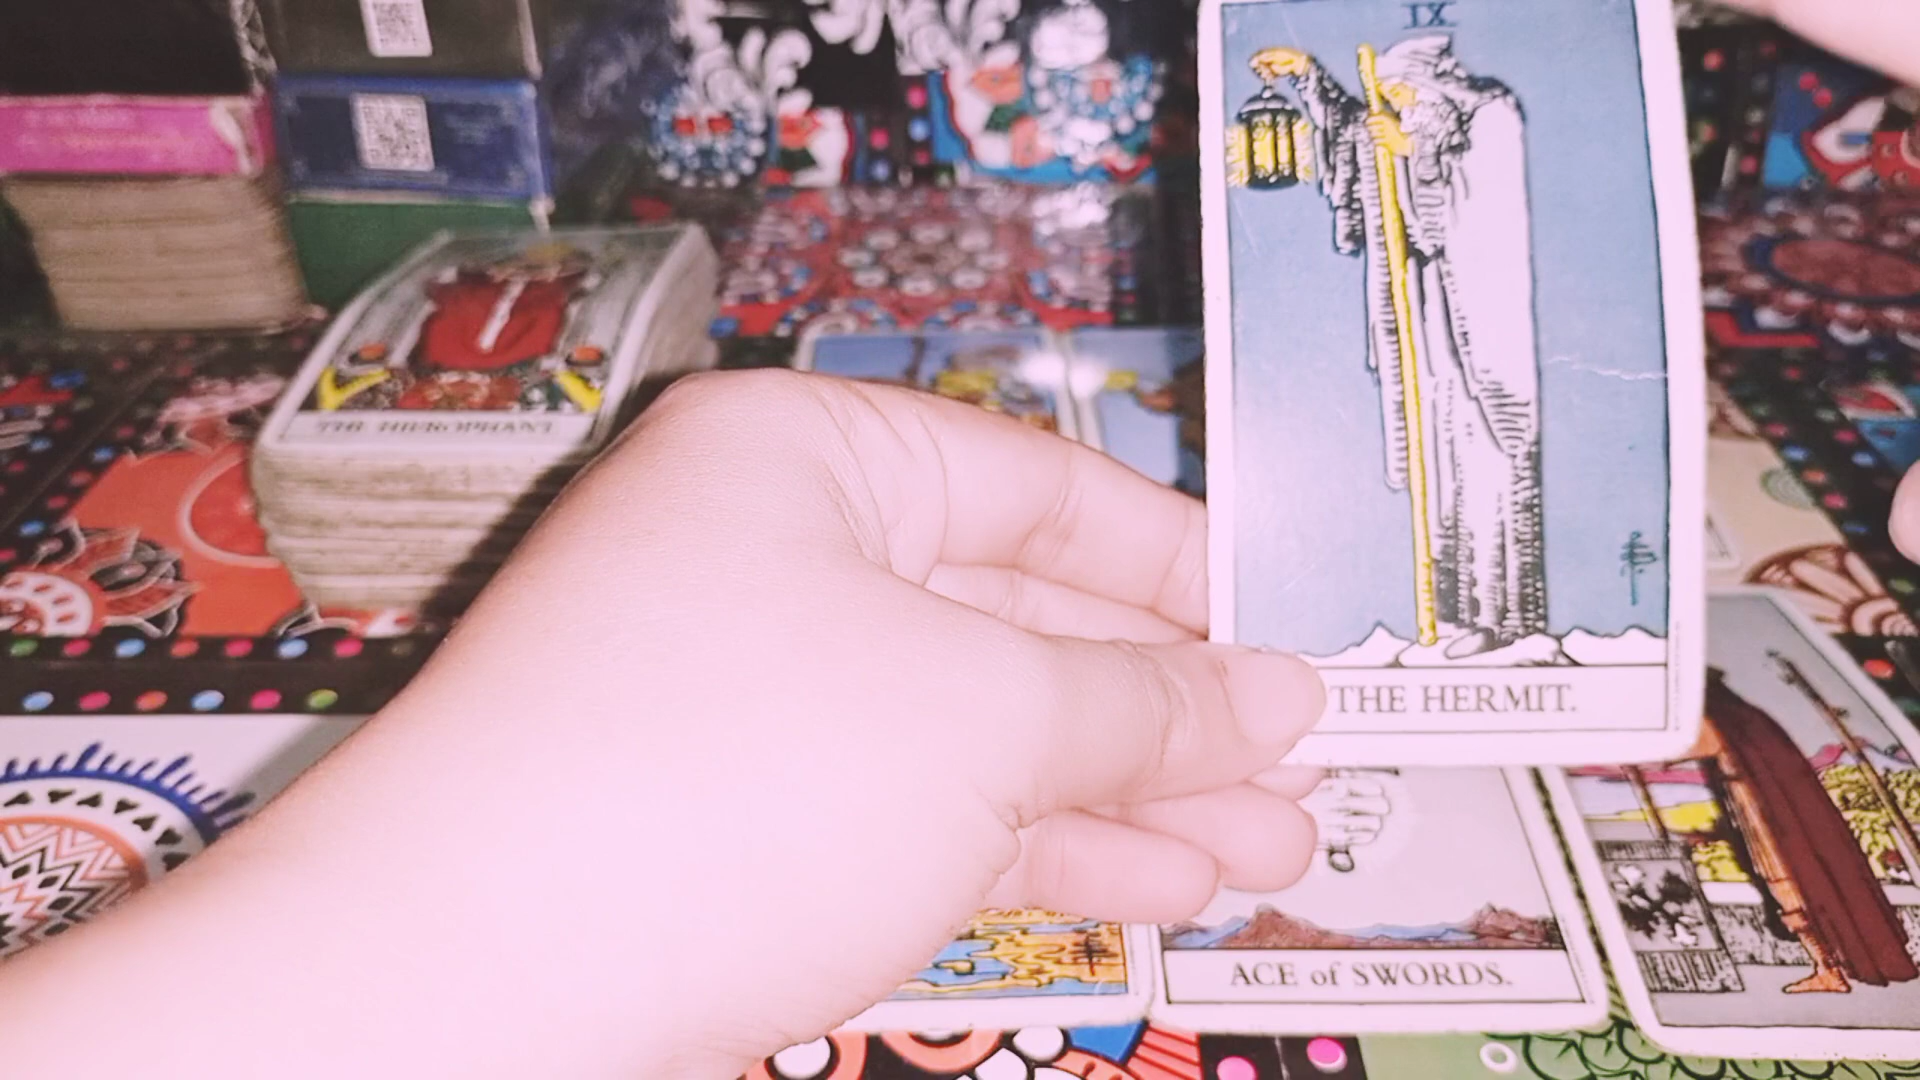 IX
THE HIEROPHANT
THE HERMIT.
ACE of SWORDS.